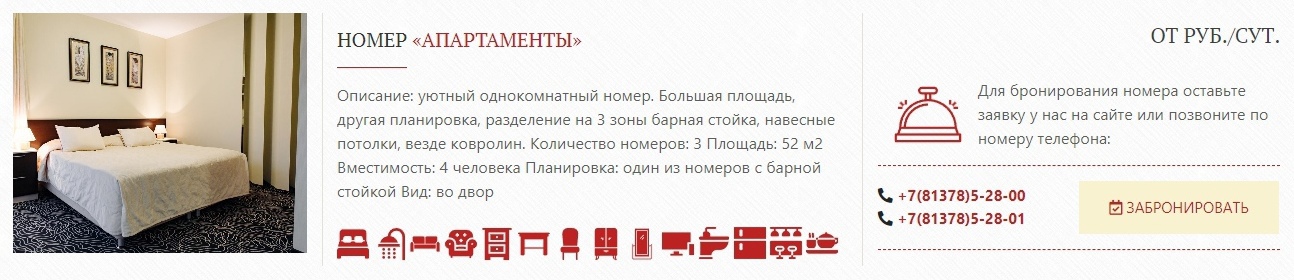 НОМЕР «АПАРТАМЕНТЫ»
Описание: уютный однокомнатный номер. Большая площадь,
другая планировка, разделение на 3 зоны барная стойка, навесные
потолки, везде ковролин. Количество номеров: 3 Площадь: 52 м2
Вместимость: 4 человека Планировка: один из номеров с барной
стойкой Вид: во двор
ОТ РУБ./СУТ.
Для бронирования номера оставьте
заявку у нас на сайте или позвоните по
номеру телефона:
+7(81378)5-28-00
+7(81378)5-28-01
ЗАБРОНИРОВАТЬ